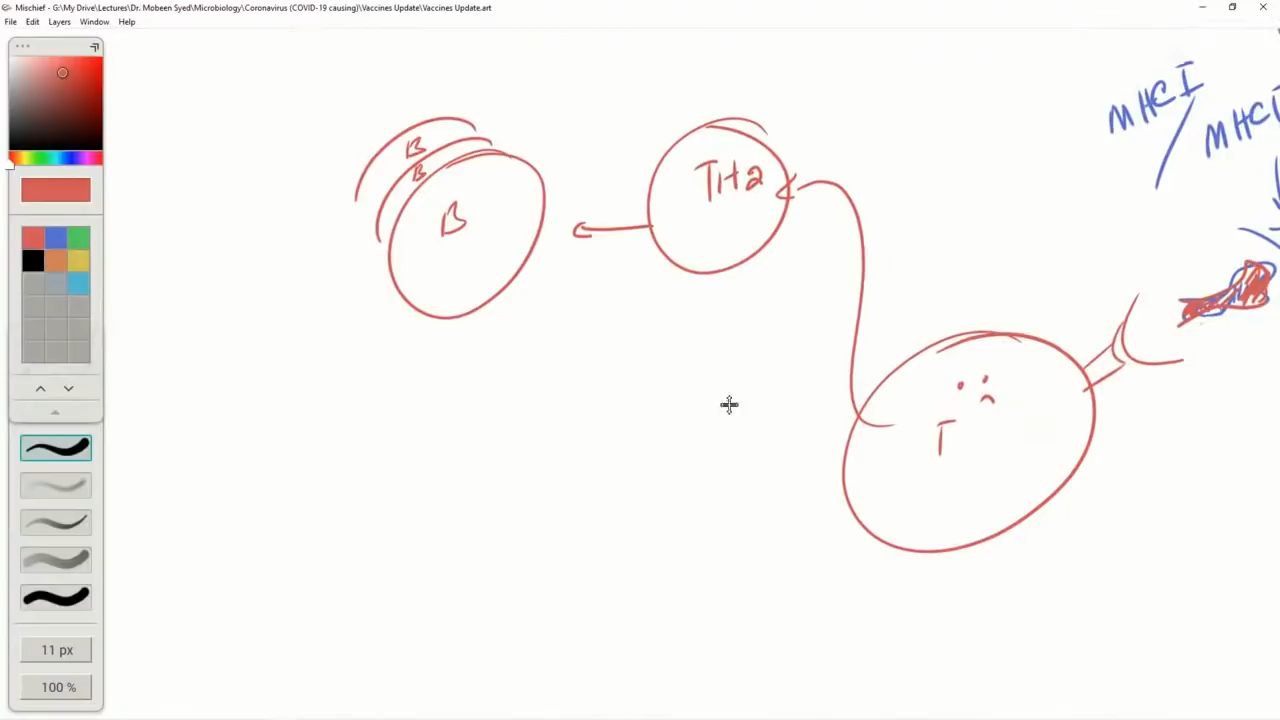 Mischief - G:\My Drive\Lectures\Dr. Mobeen Syed\Microbiology\Coronavirus (COVID-19 causing)\Vaccines Update\Vaccines Update.art
File Edit Layers Window Help
MHC I
MHC I
B
B
B
TH2
T
11 px
100 %